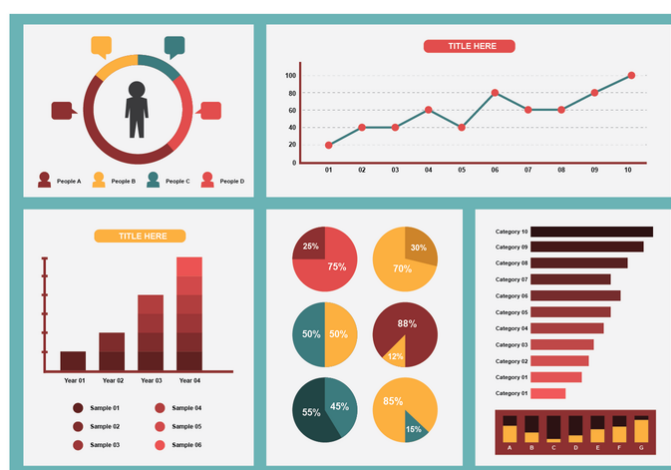 People A People B People C People D
TITLE HERE
100
80
60
40
20
0
01 02 03 04 05 06 07 08 09 10
TITLE HERE
Year 01 Year 02 Year 03 Year 04
Sample 01 Sample 04
Sample 02 Sample 05
Sample 03 Sample 06
25% 75%
30% 70%
50% 50%
88% 12%
55% 45%
85% 15%
Category 10
Category 09
Category 08
Category 07
Category 06
Category 05
Category 04
Category 03
Category 02
Category 01
Category 01
A B C D E F G